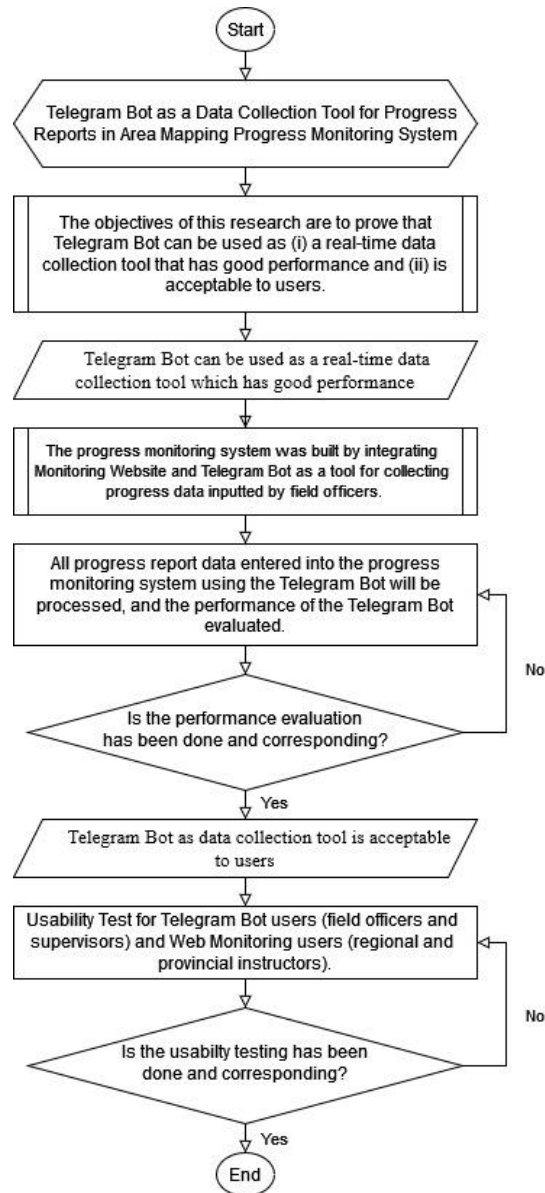 Start
Telegram Bot as a Data Collection Tool for Progress
Reports in Area Mapping Progress Monitoring System
The objectives of this research are to prove that
Telegram Bot can be used as (i) a real-time data
collection tool that has good performance and (ii) is
acceptable to users.
Telegram Bot can be used as a real-time data
collection tool which has good performance
The progress monitoring system was built by integrating
Monitoring Website and Telegram Bot as a tool for collecting
progress data inputted by field officers.
All progress report data entered into the progress
monitoring system using the Telegram Bot will be
processed, and the performance of the Telegram Bot
evaluated.
No
Is the performance evaluation
has been done and corresponding?
Yes
Telegram Bot as data collection tool is acceptable
to users
Usability Test for Telegram Bot users (field officers and
supervisors) and Web Monitoring users (regional and
provincial instructors).
No
Is the usabilty testing has been
done and corresponding?
Yes
End